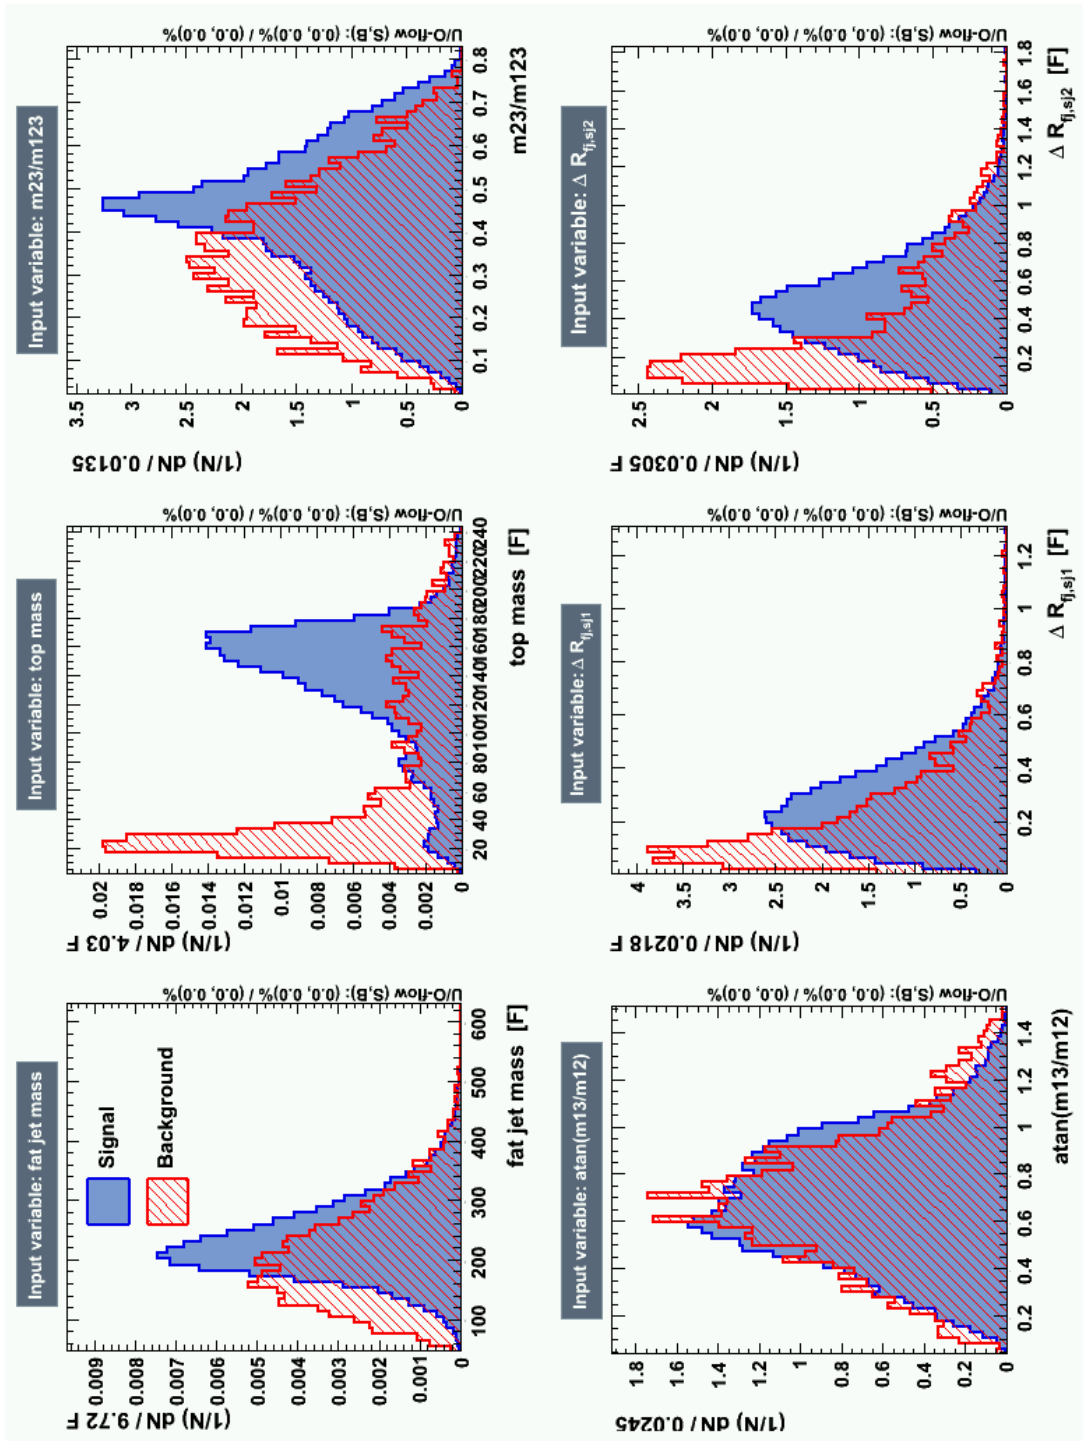 Input variable: fat jet mass
(1/N) dN / 9.72 F
0.009
0.008
0.007
0.006
0.005
0.004
0.003
0.002
0.001
0
Signal
Background
100 200 300 400 500 600
fat jet mass [F]
U/O-flow (S,B): (0.0, 0.0)% / (0.0, 0.0)%
Input variable: top mass
(1/N) dN / 4.03 F
0.02
0.018
0.016
0.014
0.012
0.01
0.008
0.006
0.004
0.002
0
20 40 60 80 100 120 140 160 180 200 220 240
top mass [F]
U/O-flow (S,B): (0.0, 0.0)% / (0.0, 0.0)%
Input variable: m23/m123
(1/N) dN / 0.0135
3.5
3
2.5
2
1.5
1
0.5
0
0.1 0.2 0.3 0.4 0.5 0.6 0.7 0.8
m23/m123
U/O-flow (S,B): (0.0, 0.0)% / (0.0, 0.0)%
Input variable: atan(m13/m12)
(1/N) dN / 0.0245
1.8
1.6
1.4
1.2
1
0.8
0.6
0.4
0.2
0
0.2 0.4 0.6 0.8 1 1.2 1.4
atan(m13/m12)
U/O-flow (S,B): (0.0, 0.0)% / (0.0, 0.0)%
Input variable: Δ R_fj,sj1
(1/N) dN / 0.0218 F
4
3.5
3
2.5
2
1.5
1
0.5
0
0.2 0.4 0.6 0.8 1 1.2
Δ R_fj,sj1 [F]
U/O-flow (S,B): (0.0, 0.0)% / (0.0, 0.0)%
Input variable: Δ R_fj,sj2
(1/N) dN / 0.0305 F
2.5
2
1.5
1
0.5
0
0.2 0.4 0.6 0.8 1 1.2 1.4 1.6 1.8
Δ R_fj,sj2 [F]
U/O-flow (S,B): (0.0, 0.0)% / (0.0, 0.0)%